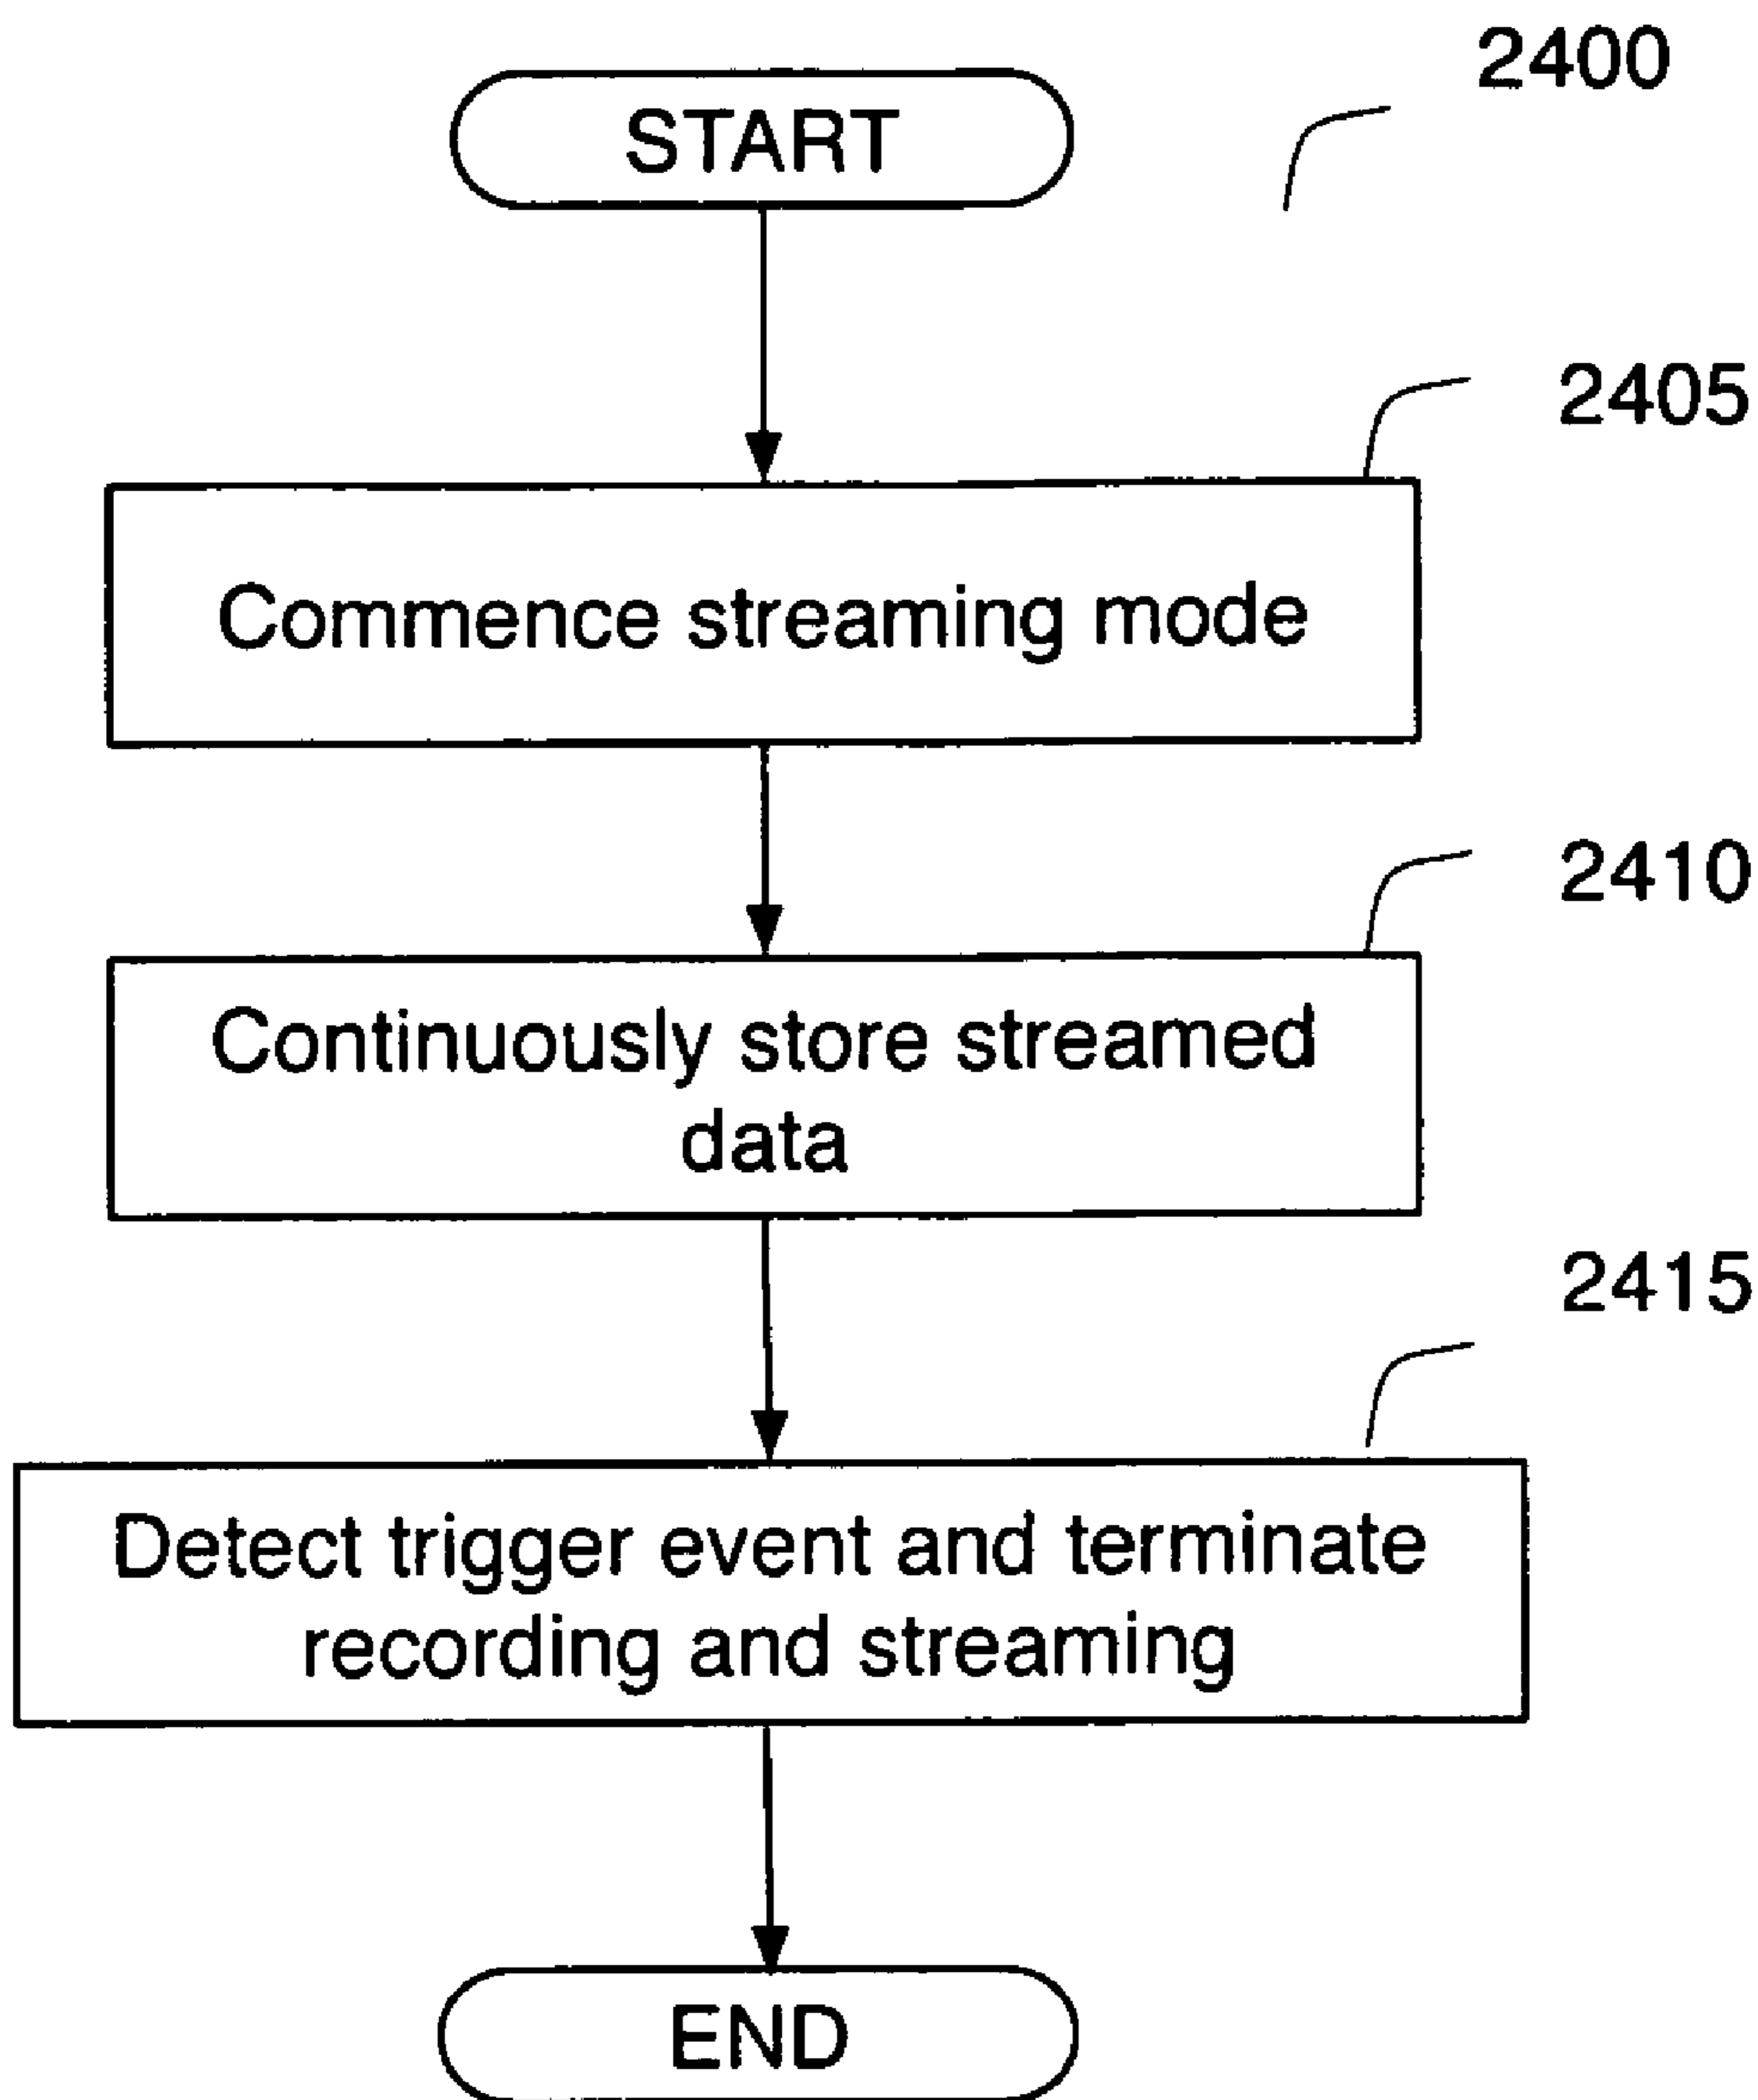 2400
START
2405
Commence streaming mode
2410
Continuously store streamed
data
2415
Detect trigger event and terminate
recording and streaming
END